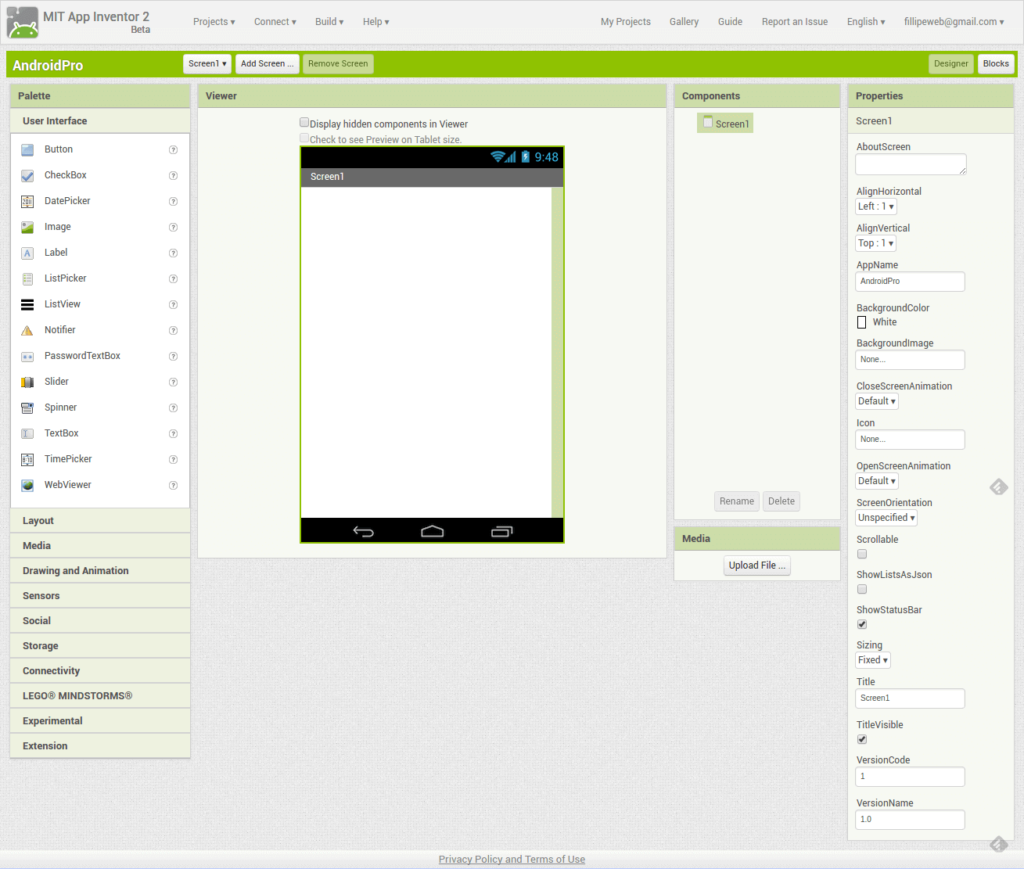 MIT App Inventor 2
Beta
Projects ▾ Connect ▾ Build ▾ Help ▾ My Projects Gallery Guide Report an Issue English ▾ fillipeweb@gmail.com ▾
AndroidPro Screen1 ▾ Add Screen ... Remove Screen Designer Blocks
Palette
User Interface
Button ?
CheckBox ?
DatePicker ?
Image ?
Label ?
ListPicker ?
ListView ?
Notifier ?
PasswordTextBox ?
Slider ?
Spinner ?
TextBox ?
TimePicker ?
WebViewer ?
Layout
Media
Drawing and Animation
Sensors
Social
Storage
Connectivity
LEGO® MINDSTORMS®
Experimental
Extension
Viewer
Display hidden components in Viewer
Check to see Preview on Tablet size.
9:48
Screen1
Components
Screen1
Rename Delete
Media
Upload File ...
Properties
Screen1
AboutScreen
AlignHorizontal
Left : 1 ▾
AlignVertical
Top : 1 ▾
AppName
AndroidPro
BackgroundColor
White
BackgroundImage
None...
CloseScreenAnimation
Default ▾
Icon
None...
OpenScreenAnimation
Default ▾
ScreenOrientation
Unspecified ▾
Scrollable
ShowListsAsJson
ShowStatusBar
Sizing
Fixed ▾
Title
Screen1
TitleVisible
VersionCode
1
VersionName
1.0
Privacy Policy and Terms of Use